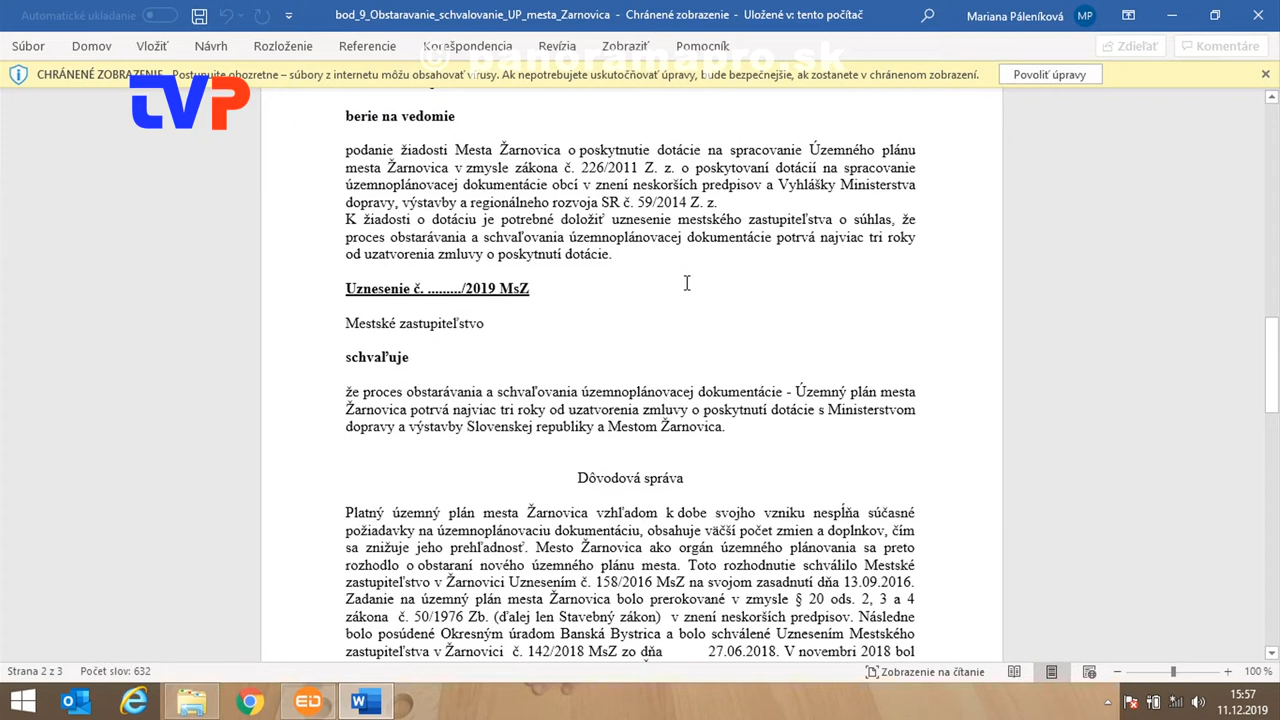 Automatické ukladanie
bod_9_Obstaravanie_schvalovanie_UP_mesta_Zarnovica - Chránené zobrazenie - Uložené v: tento počítač
Mariana Páleníková MP
Súbor Domov Vložiť Návrh Rozloženie Referencie Korešpondencia Revízia Zobraziť Pomocník Zdieľať Komentáre
© panoramapro.sk
CHRÁNENÉ ZOBRAZENIE Postupujte obozretne – súbory z internetu môžu obsahovať vírusy. Ak nepotrebujete uskutočňovať úpravy, bude bezpečnejšie, ak zostanete v chránenom zobrazení. Povoliť úpravy
tVP
berie na vedomie
podanie žiadosti Mesta Žarnovica o poskytnutie dotácie na spracovanie Územného plánu
mesta Žarnovica v zmysle zákona č. 226/2011 Z. z. o poskytovaní dotácií na spracovanie
územnoplánovacej dokumentácie obcí v znení neskorších predpisov a Vyhlášky Ministerstva
dopravy, výstavby a regionálneho rozvoja SR č. 59/2014 Z. z.
K žiadosti o dotáciu je potrebné doložiť uznesenie mestského zastupiteľstva o súhlas, že
proces obstarávania a schvaľovania územnoplánovacej dokumentácie potrvá najviac tri roky
od uzatvorenia zmluvy o poskytnutí dotácie.
Uznesenie č. ........./2019 MsZ
Mestské zastupiteľstvo
schvaľuje
že proces obstarávania a schvaľovania územnoplánovacej dokumentácie - Územný plán mesta
Žarnovica potrvá najviac tri roky od uzatvorenia zmluvy o poskytnutí dotácie s Ministerstvom
dopravy a výstavby Slovenskej republiky a Mestom Žarnovica.
Dôvodová správa
Platný územný plán mesta Žarnovica vzhľadom k dobe svojho vzniku nespĺňa súčasné
požiadavky na územnoplánovaciu dokumentáciu, obsahuje väčší počet zmien a doplnkov, čím
sa znižuje jeho prehľadnosť. Mesto Žarnovica ako orgán územného plánovania sa preto
rozhodlo o obstaraní nového územného plánu mesta. Toto rozhodnutie schválilo Mestské
zastupiteľstvo v Žarnovici Uznesením č. 158/2016 MsZ na svojom zasadnutí dňa 13.09.2016.
Zadanie na územný plán mesta Žarnovica bolo prerokované v zmysle § 20 ods. 2, 3 a 4
zákona č. 50/1976 Zb. (ďalej len Stavebný zákon) v znení neskorších predpisov. Následne
bolo posúdené Okresným úradom Banská Bystrica a bolo schválené Uznesením Mestského
zastupiteľstva v Žarnovici č. 142/2018 MsZ zo dňa 27.06.2018. V novembri 2018 bol
Strana 2 z 3 Počet slov: 632 Zobrazenie na čítanie 100 %
15:57
11.12.2019